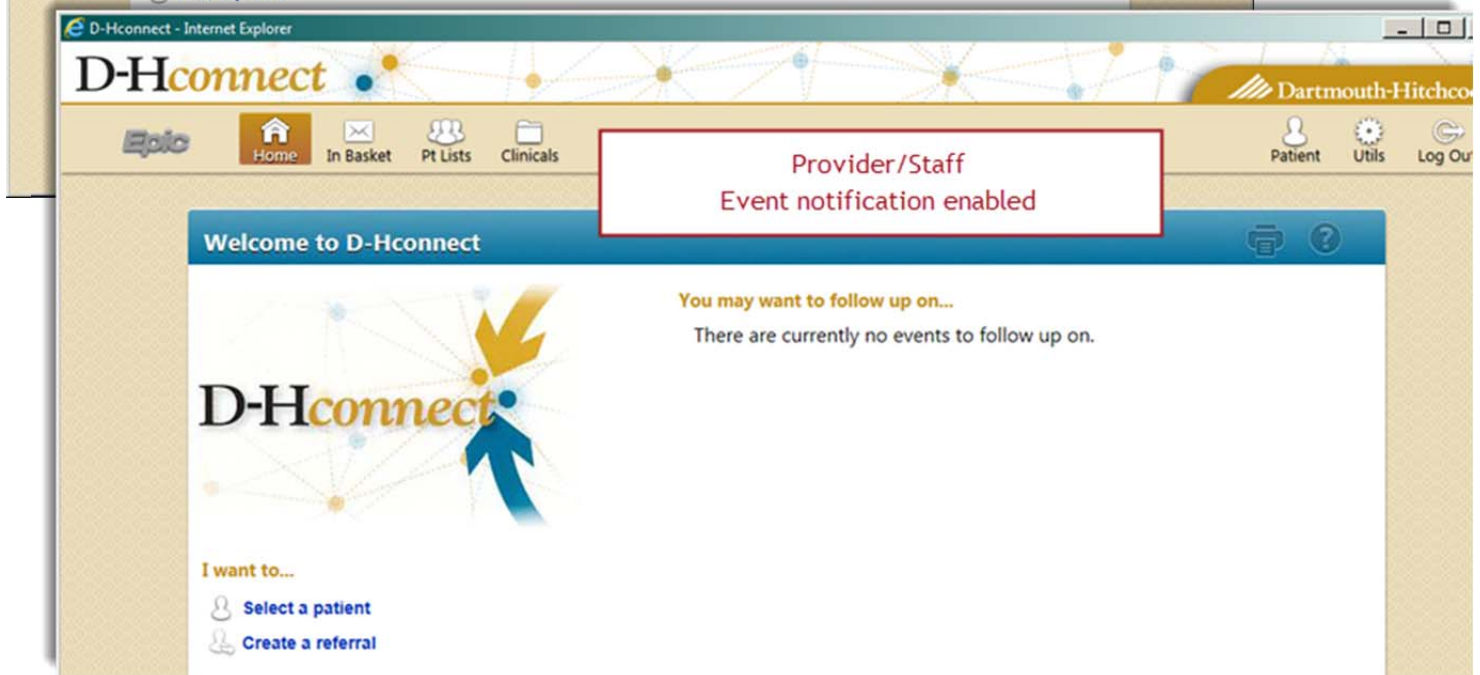 D-Hconnect - Internet Explorer
D-Hconnect
Dartmouth-Hitchcoc
Epic
Home
In Basket
Pt Lists
Clinicals
Provider/Staff
Event notification enabled
Patient
Utils
Log Out
Welcome to D-Hconnect
?
You may want to follow up on...
There are currently no events to follow up on.
D-Hconnect
I want to...
Select a patient
Create a referral